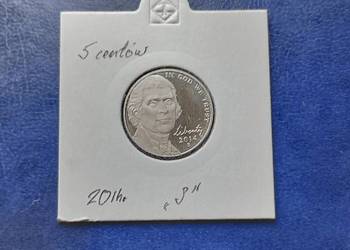 5 centów
IN GOD WE TRUST
Liberty
2014
S
2014r
„S”